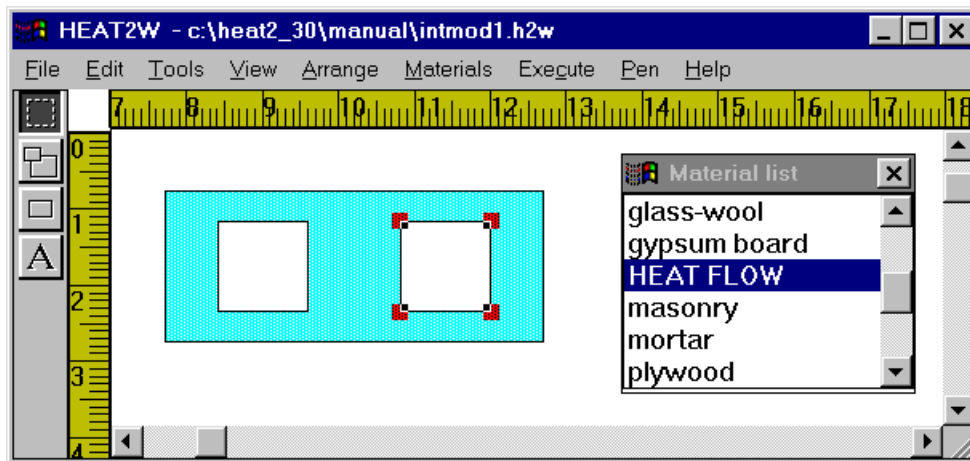 HEAT2W - c:\heat2_30\manual\intmod1.h2w
File Edit Tools View Arrange Materials Execute Pen Help
7 8 9 10 11 12 13 14 15 16 17 18
0
1
2
3
4
A
Material list
glass-wool
gypsum board
HEAT FLOW
masonry
mortar
plywood